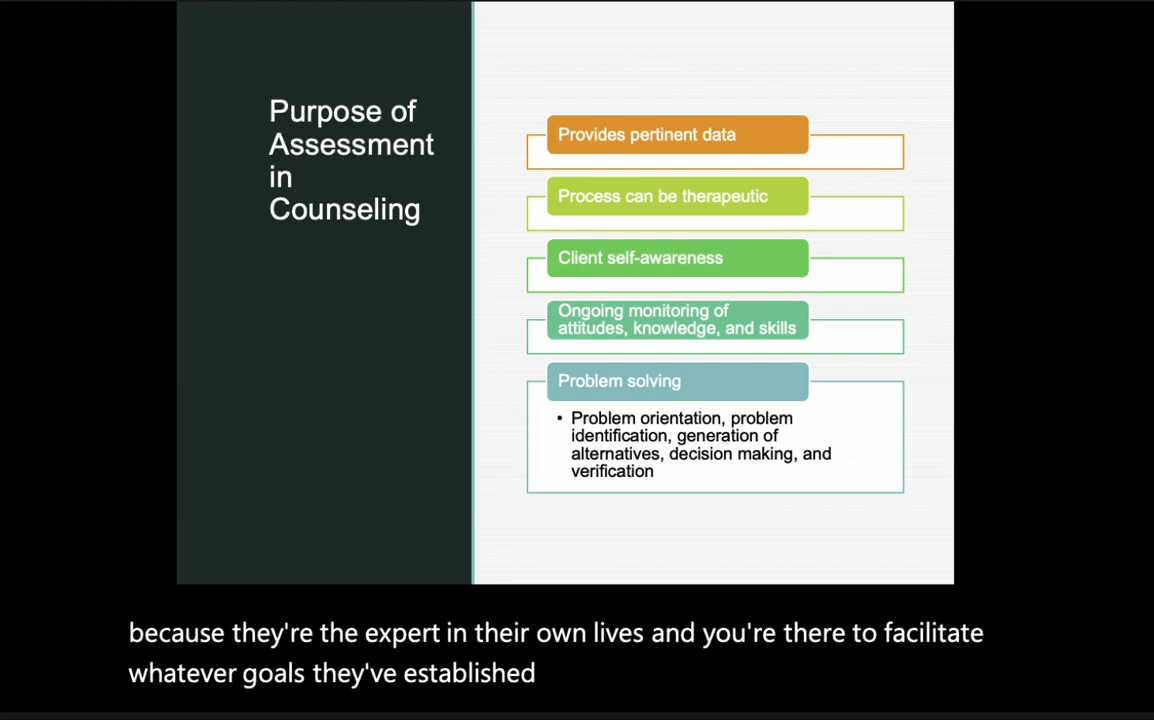 Purpose of
Assessment
in
Counseling
Provides pertinent data
Process can be therapeutic
Client self-awareness
Ongoing monitoring of
attitudes, knowledge, and skills
Problem solving
• Problem orientation, problem
identification, generation of
alternatives, decision making, and
verification
because they're the expert in their own lives and you're there to facilitate
whatever goals they've established